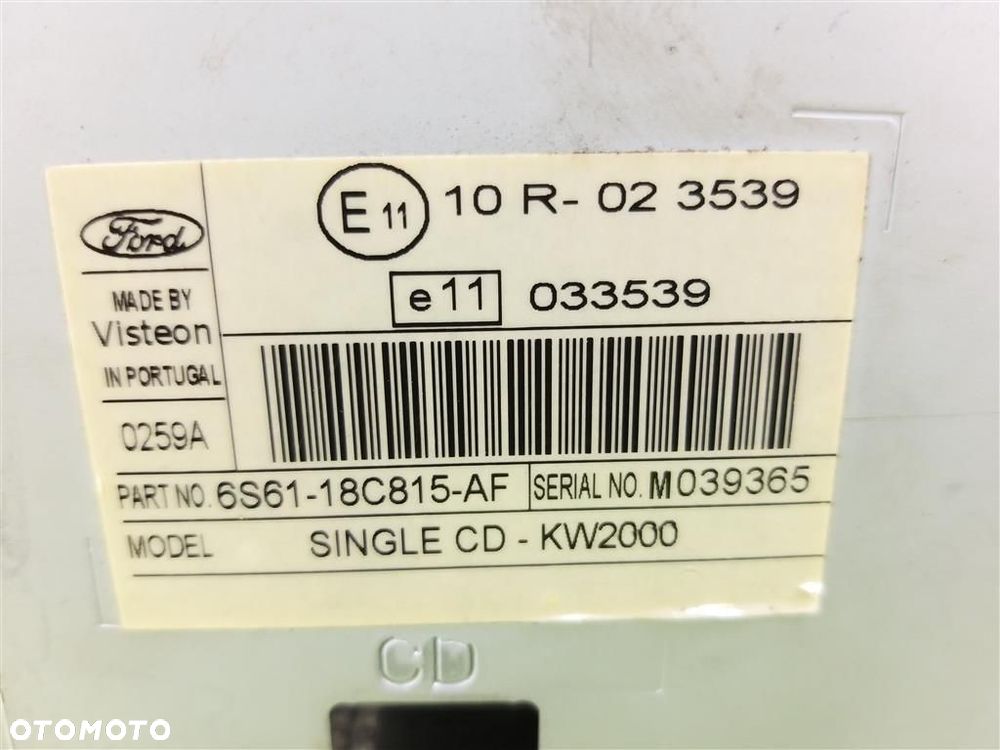 Ford
MADE BY
Visteon
IN PORTUGAL
0259A
E 11 10 R- 02 3539
e11 033539
PART NO. 6S61-18C815-AF SERIAL NO. M039365
MODEL SINGLE CD - KW2000
CD
OTOMOTO